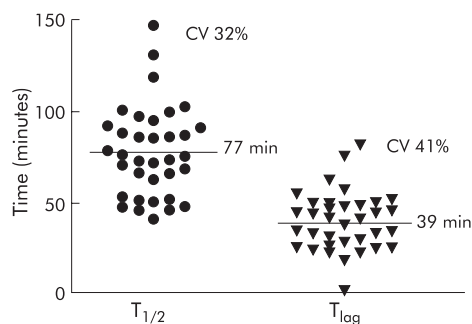 150
CV 32%
100
CV 41%
77 min
50
39 min
0
Time (minutes)
T1/2
Tlag